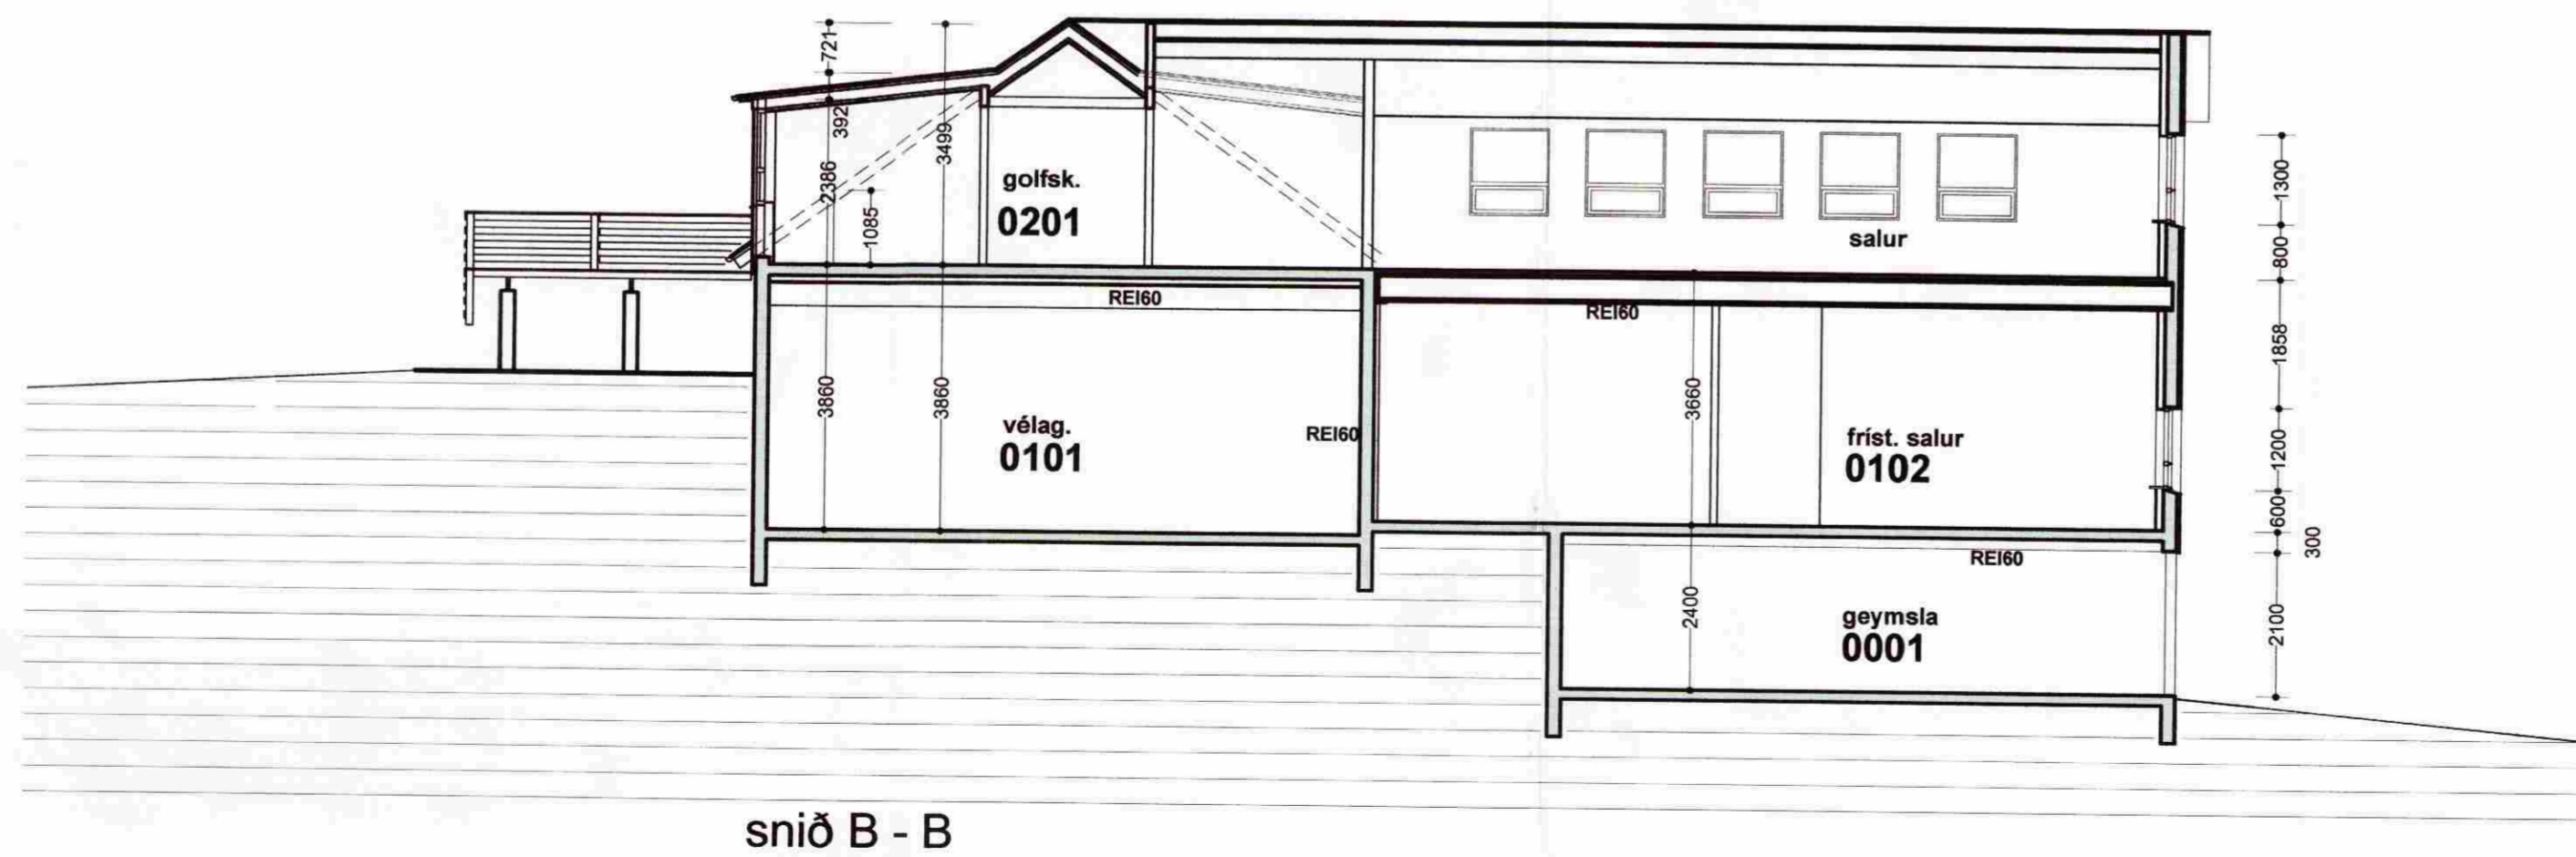 721
392
2386
3499
1085
golfsk.
0201
salur
1300
800
REI60
REI60
1858
3860
3860
3660
vélag.
0101
REI60
fríst. salur
0102
1200
600
300
REI60
2400
geymsla
0001
2100
snið B - B